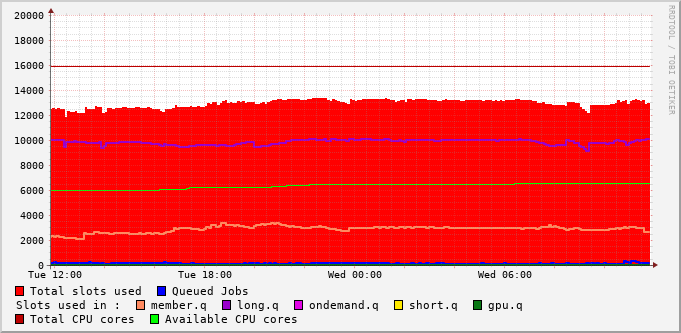 20000
18000
16000
14000
12000
10000
8000
6000
4000
2000
0
Tue 12:00 Tue 18:00 Wed 00:00 Wed 06:00
RRDTOOL / TOBI OETIKER
Total slots used Queued Jobs
Slots used in : member.q long.q ondemand.q short.q gpu.q
Total CPU cores Available CPU cores